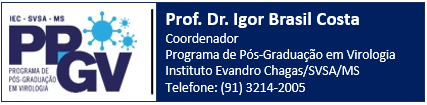 IEC - SVSA - MS
PPGV
PROGRAMA DE
PÓS-GRADUAÇÃO
EM VIROLOGIA
Prof. Dr. Igor Brasil Costa
Coordenador
Programa de Pós-Graduação em Virologia
Instituto Evandro Chagas/SVSA/MS
Telefone: (91) 3214-2005